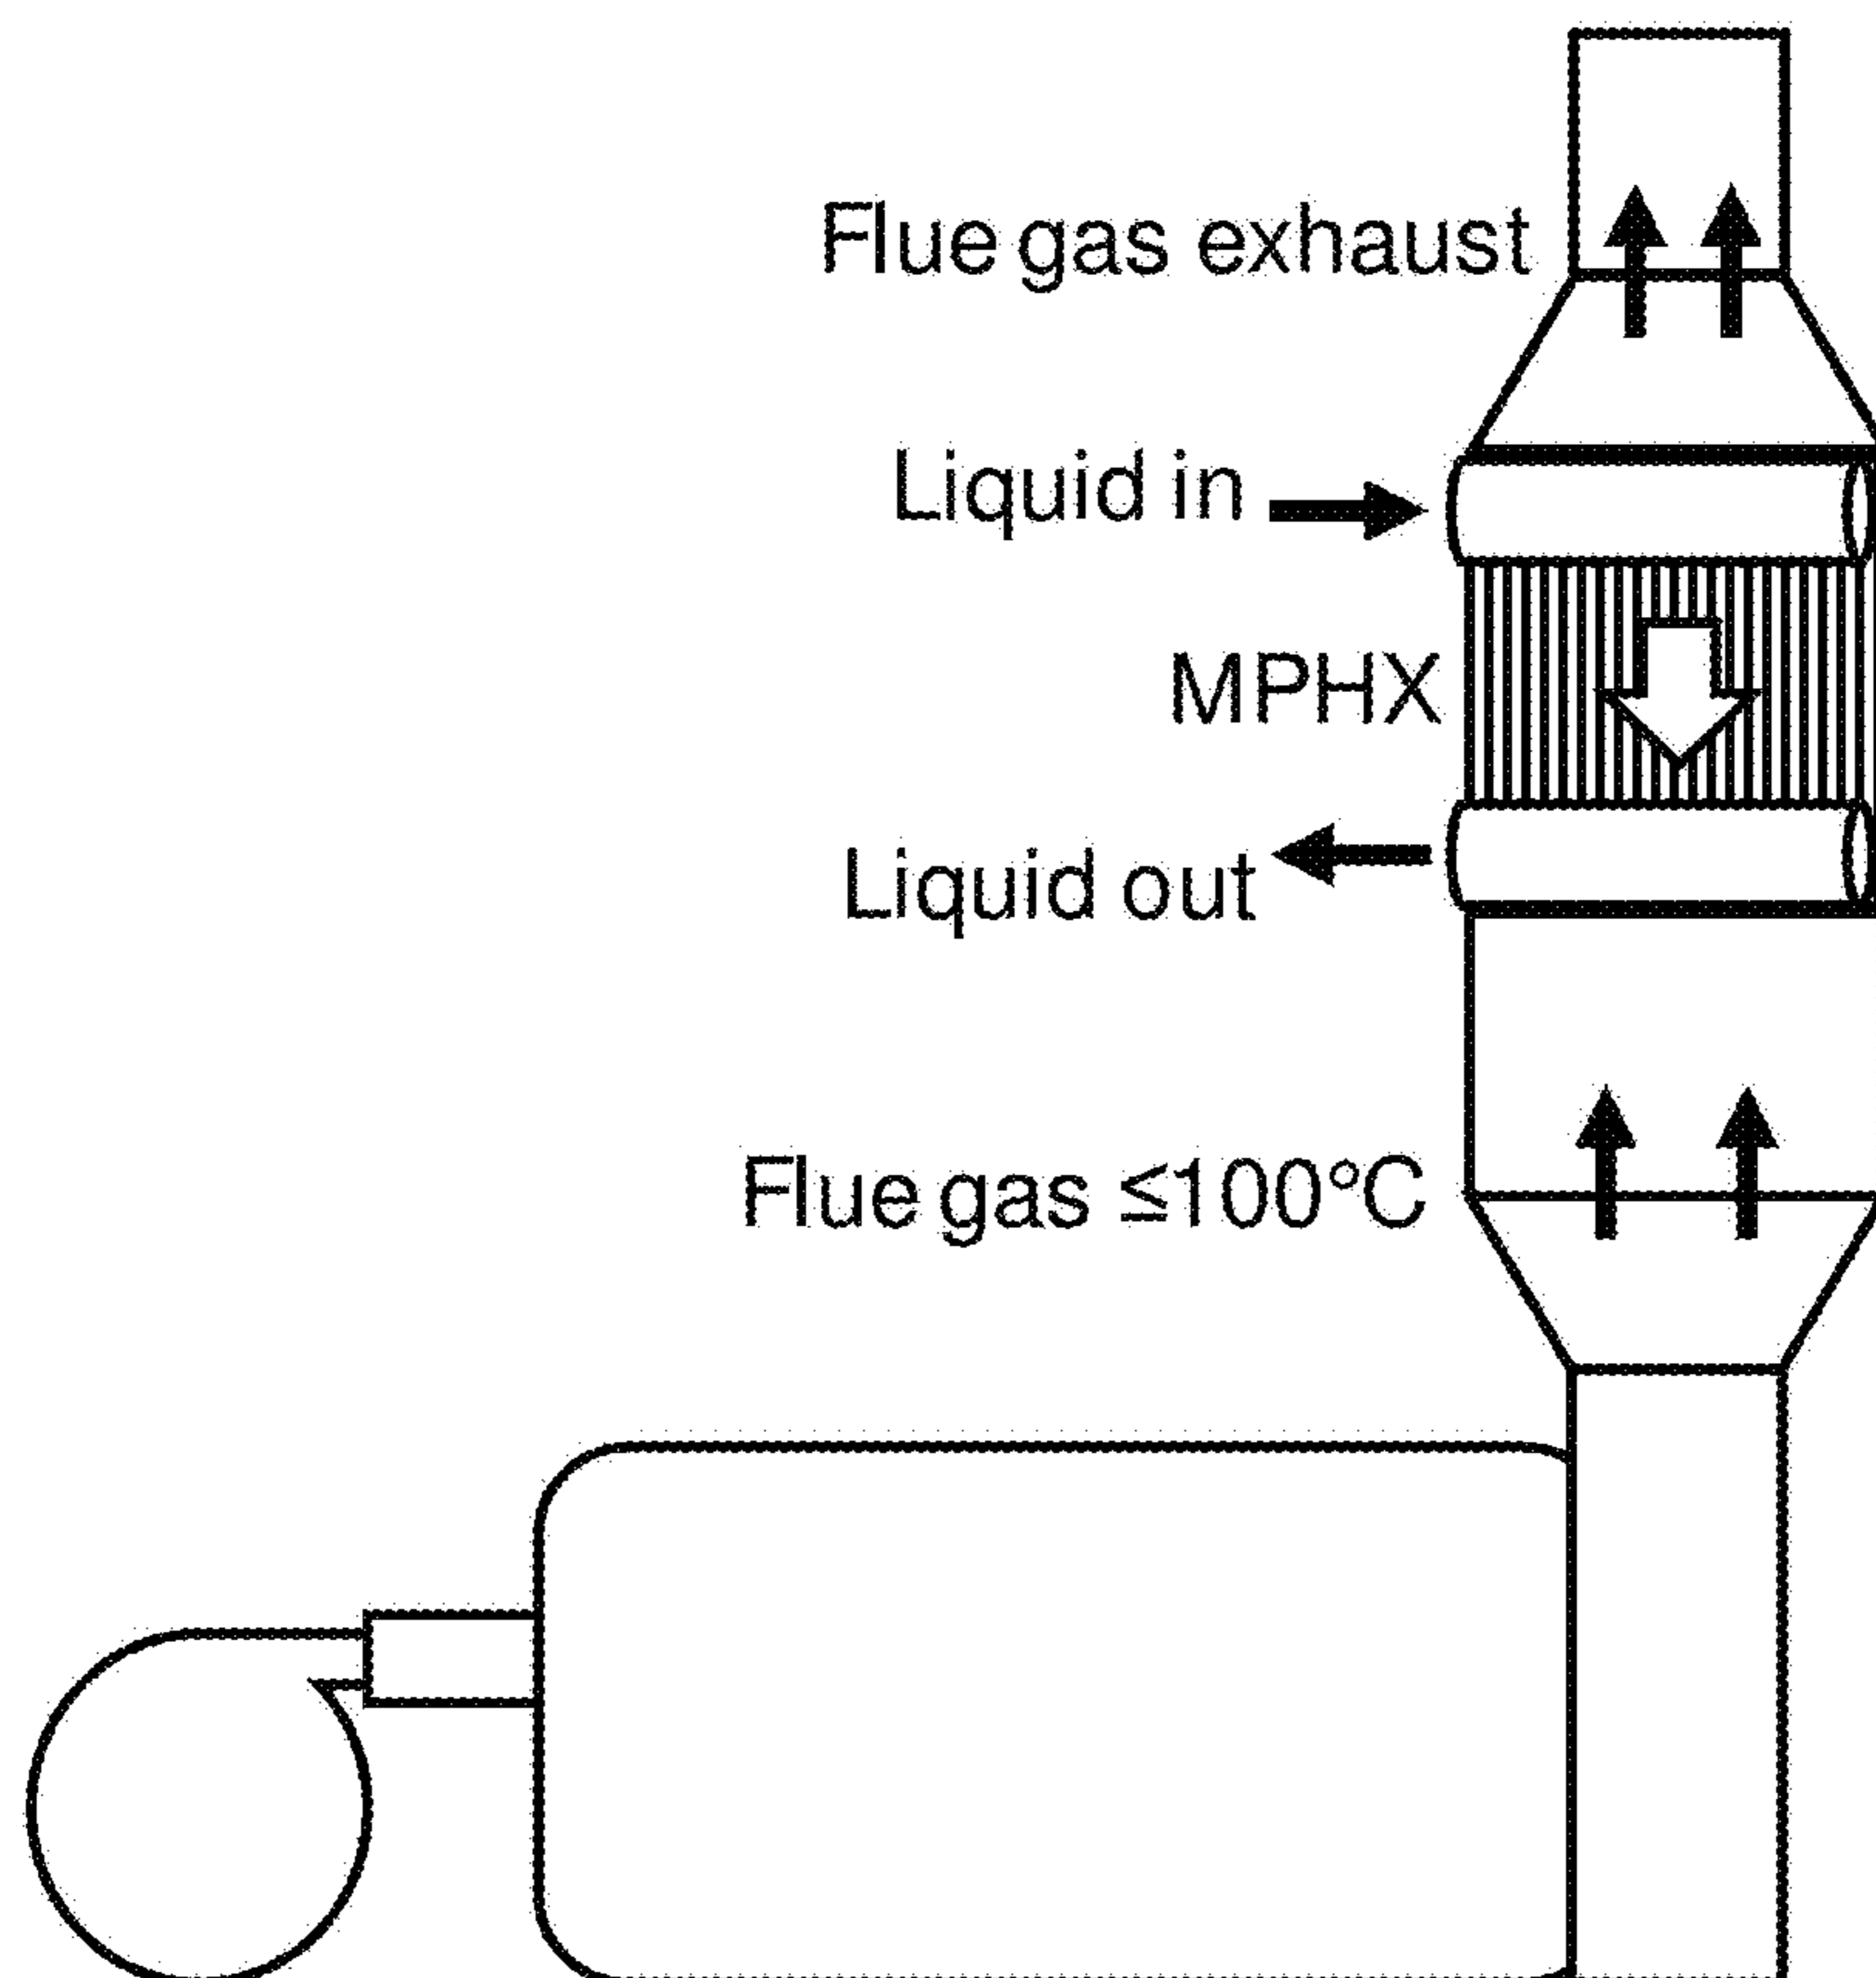 Flue gas exhaust
Liquid in
MPHX
Liquid out
Flue gas ≤100°C